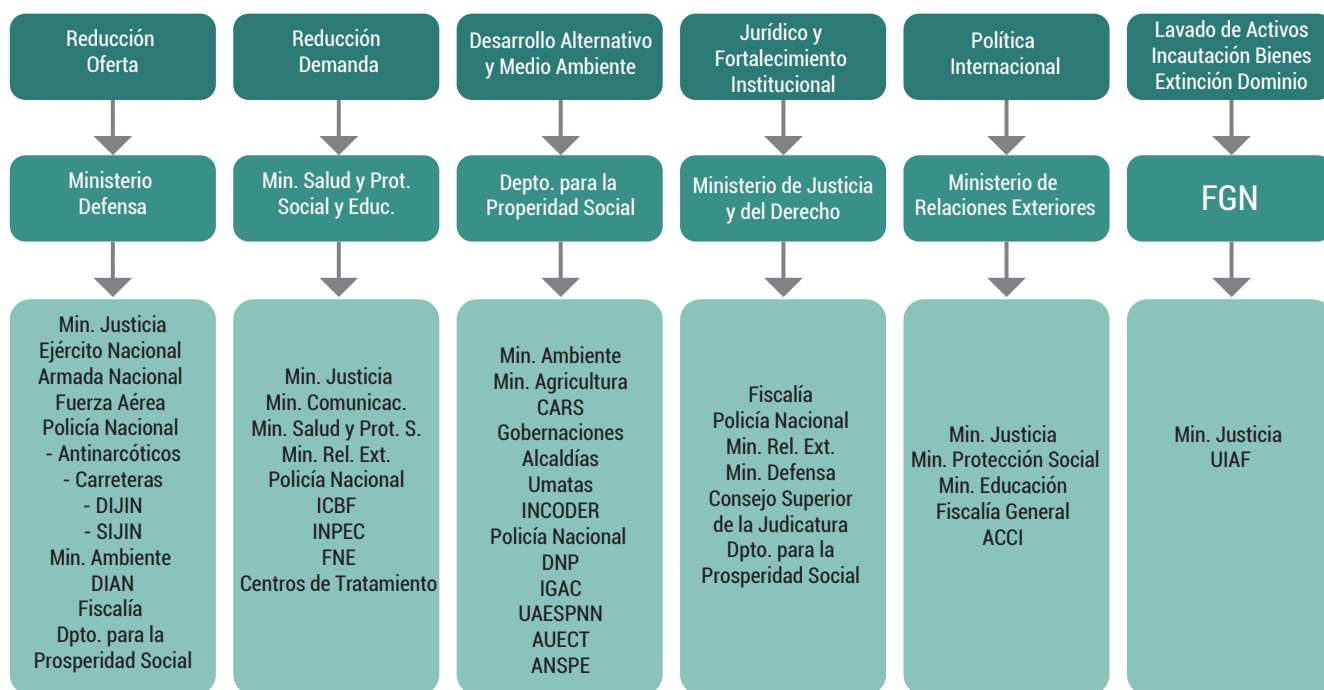 Reducción
Oferta
Reducción
Demanda
Desarrollo Alternativo
y Medio Ambiente
Jurídico y
Fortalecimiento
Institucional
Política
Internacional
Lavado de Activos
Incautación Bienes
Extinción Dominio
Ministerio
Defensa
Min. Salud y Prot.
Social y Educ.
Depto. para la
Properidad Social
Ministerio de Justicia
y del Derecho
Ministerio de
Relaciones Exteriores
FGN
Min. Justicia
Ejército Nacional
Armada Nacional
Fuerza Aérea
Policía Nacional
- Antinarcóticos
- Carreteras
- DIJIN
- SIJIN
Min. Ambiente
DIAN
Fiscalía
Dpto. para la
Prosperidad Social
Min. Justicia
Min. Comunicac.
Min. Salud y Prot. S.
Min. Rel. Ext.
Policía Nacional
ICBF
INPEC
FNE
Centros de Tratamiento
Min. Ambiente
Min. Agricultura
CARS
Gobernaciones
Alcaldías
Umatas
INCODER
Policía Nacional
DNP
IGAC
UAESPNN
AUECT
ANSPE
Fiscalía
Policía Nacional
Min. Rel. Ext.
Min. Defensa
Consejo Superior
de la Judicatura
Dpto. para la
Prosperidad Social
Min. Justicia
Min. Protección Social
Min. Educación
Fiscalía General
ACCI
Min. Justicia
UIAF